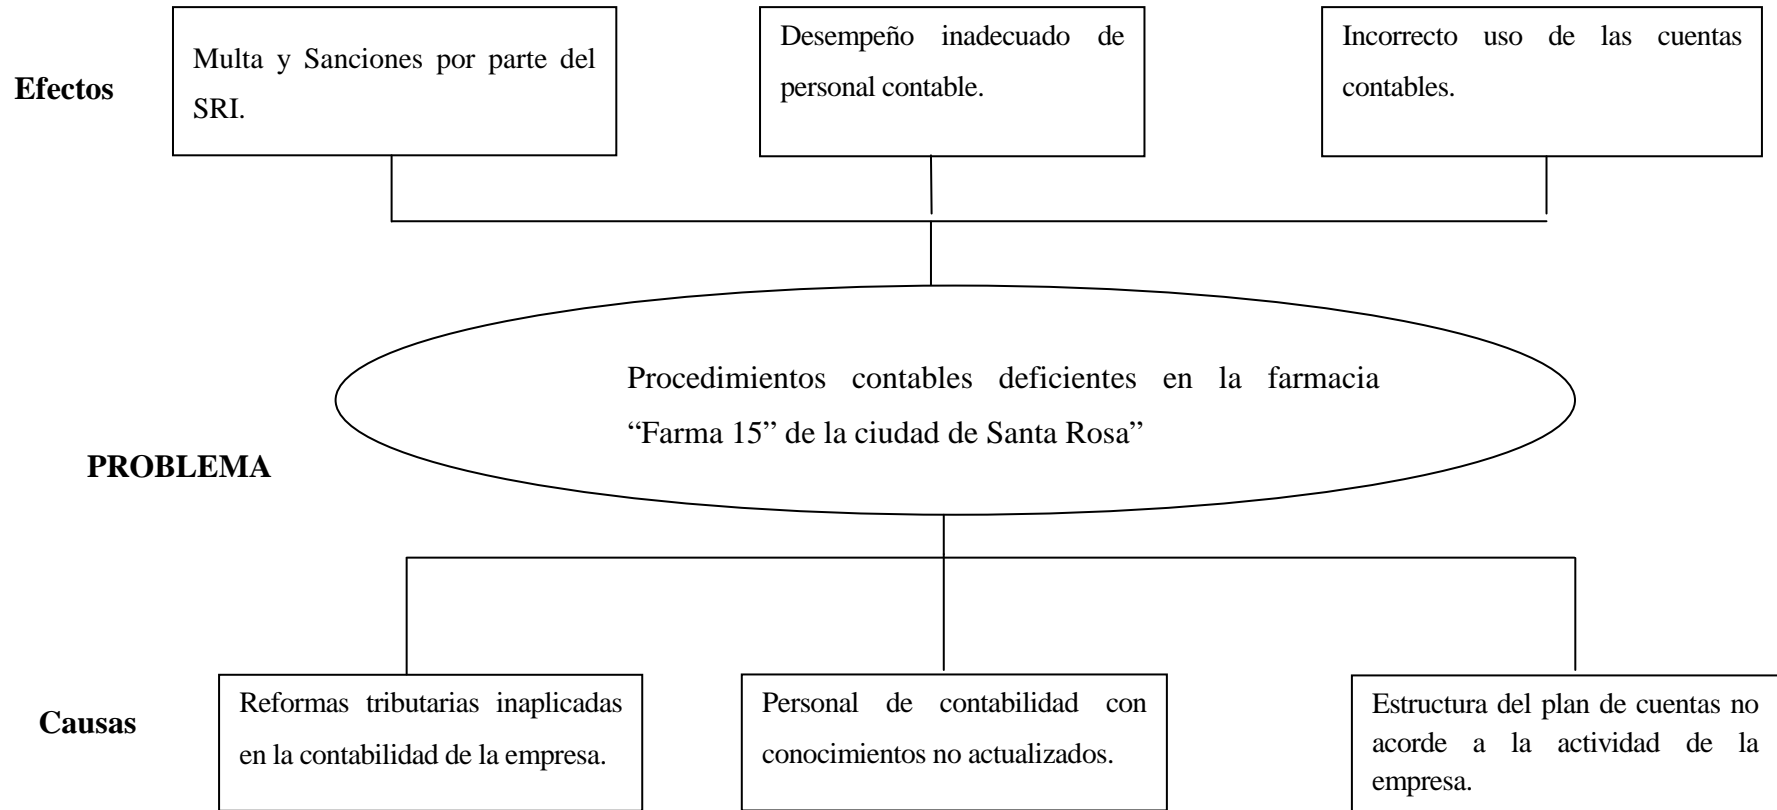 Efectos
Multa y Sanciones por parte del
SRI.
Desempeño inadecuado de
personal contable.
Incorrecto uso de las cuentas
contables.
Procedimientos contables deficientes en la farmacia
“Farma 15” de la ciudad de Santa Rosa”
PROBLEMA
Causas
Reformas tributarias inaplicadas
en la contabilidad de la empresa.
Personal de contabilidad con
conocimientos no actualizados.
Estructura del plan de cuentas no
acorde a la actividad de la
empresa.